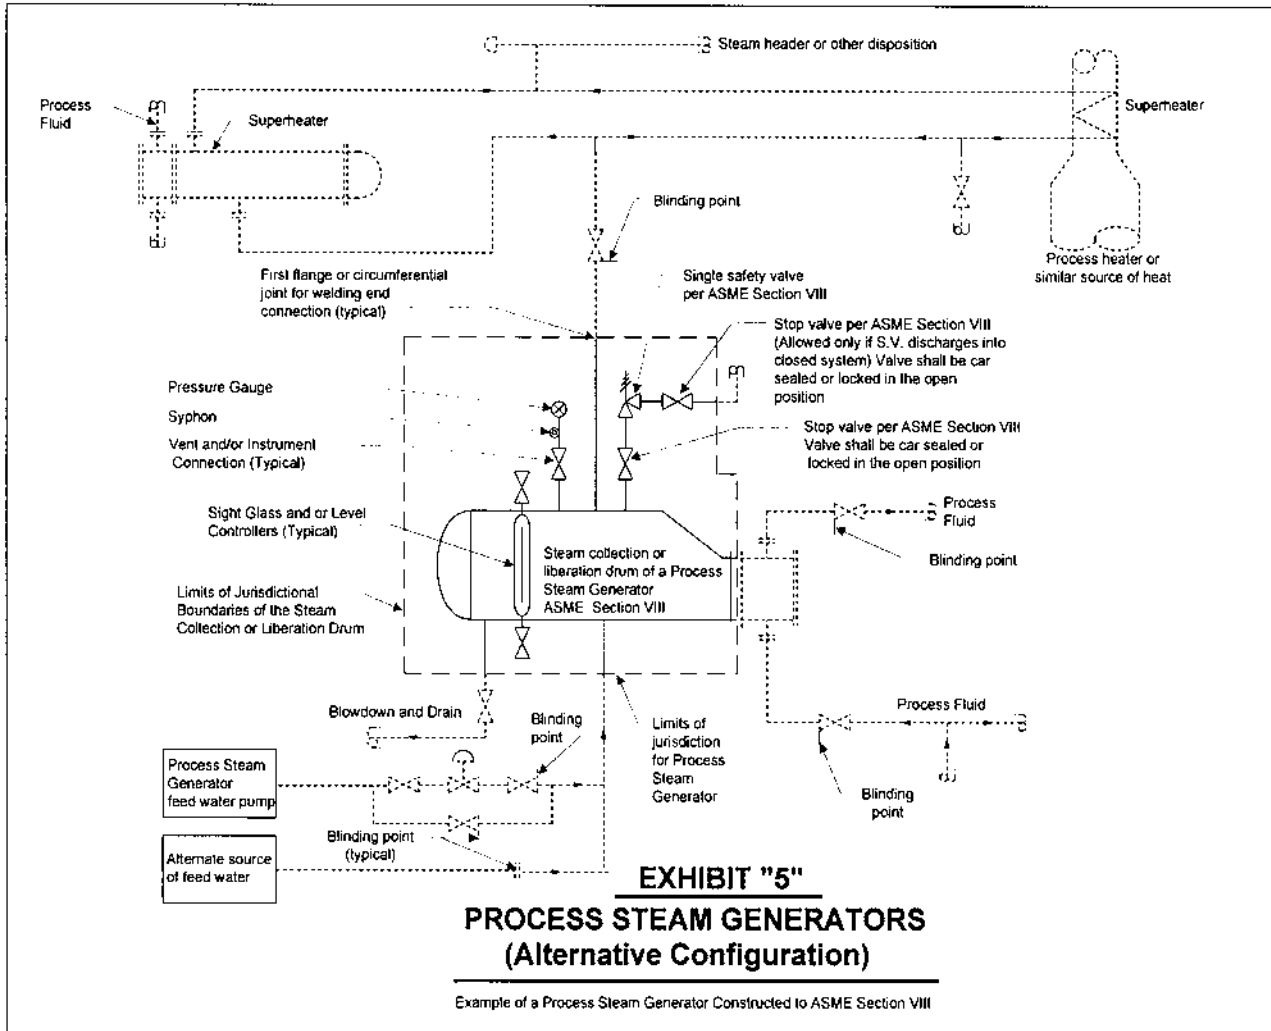 Steam header or other disposition
Process
Fluid
Superheater
Superheater
Blinding point
Process heater or
similar source of heat
First flange or circumferential
joint for welding end
connection (typical)
Single safety valve
per ASME Section VIII
Stop valve per ASME Section VIII
(Allowed only if S.V. discharges into
closed system) Valve shall be car
sealed or locked in the open
position
Pressure Gauge
Syphon
Vent and/or Instrument
Connection (Typical)
Stop valve per ASME Section VIII
Valve shall be car sealed or
locked in the open position
Sight Glass and or Level
Controllers (Typical)
Process
Fluid
Blinding point
Steam collection or
liberation drum of a Process
Steam Generator
ASME Section VIII
Limits of Jurisdictional
Boundaries of the Steam
Collection or Liberation Drum
Blowdown and Drain
Blinding
point
Limits of
jurisdiction
for Process
Steam
Generator
Process Fluid
Blinding
point
Process Steam
Generator
feed water pump
Blinding point
(typical)
Alternate source
of feed water
EXHIBIT "5"
PROCESS STEAM GENERATORS
(Alternative Configuration)
Example of a Process Steam Generator Constructed to ASME Section VIII